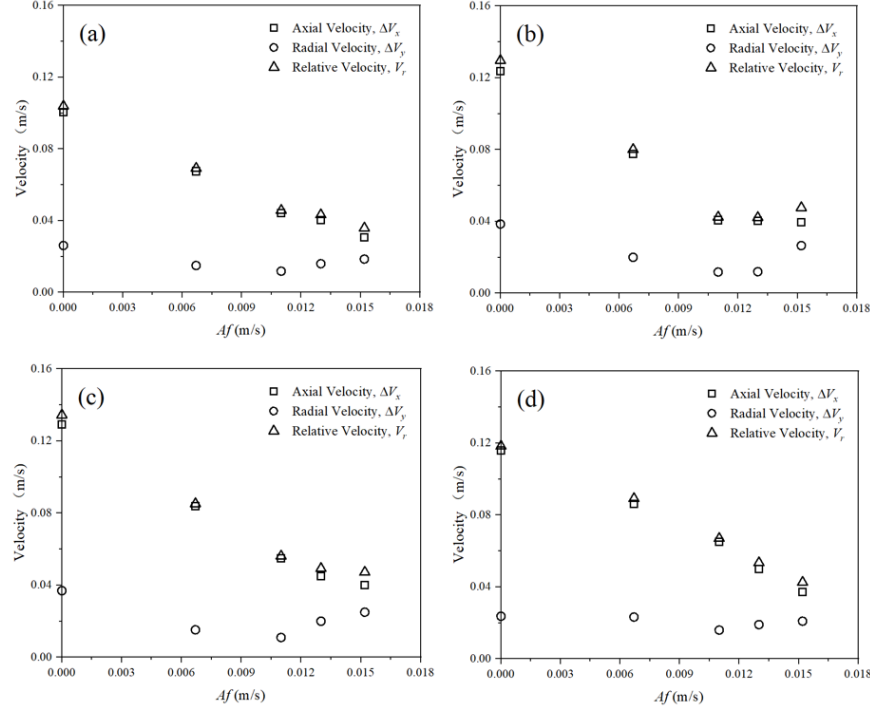 (a)
Axial Velocity, ΔVx
Radial Velocity, ΔVy
Relative Velocity, Vr
Velocity（m/s)
0.16
0.12
0.08
0.04
0.00
0.000 0.003 0.006 0.009 0.012 0.015 0.018
Af (m/s)
(b)
Axial Velocity, ΔVx
Radial Velocity, ΔVy
Relative Velocity, Vr
Velocity（m/s)
0.16
0.12
0.08
0.04
0.00
0.000 0.003 0.006 0.009 0.012 0.015 0.018
Af (m/s)
(c)
Axial Velocity, ΔVx
Radial Velocity, ΔVy
Relative Velocity, Vr
Velocity（m/s)
0.16
0.12
0.08
0.04
0.00
0.000 0.003 0.006 0.009 0.012 0.015 0.018
Af (m/s)
(d)
Axial Velocity, ΔVx
Radial Velocity, ΔVy
Relative Velocity, Vr
Velocity（m/s)
0.16
0.12
0.08
0.04
0.00
0.000 0.003 0.006 0.009 0.012 0.015 0.018
Af (m/s)